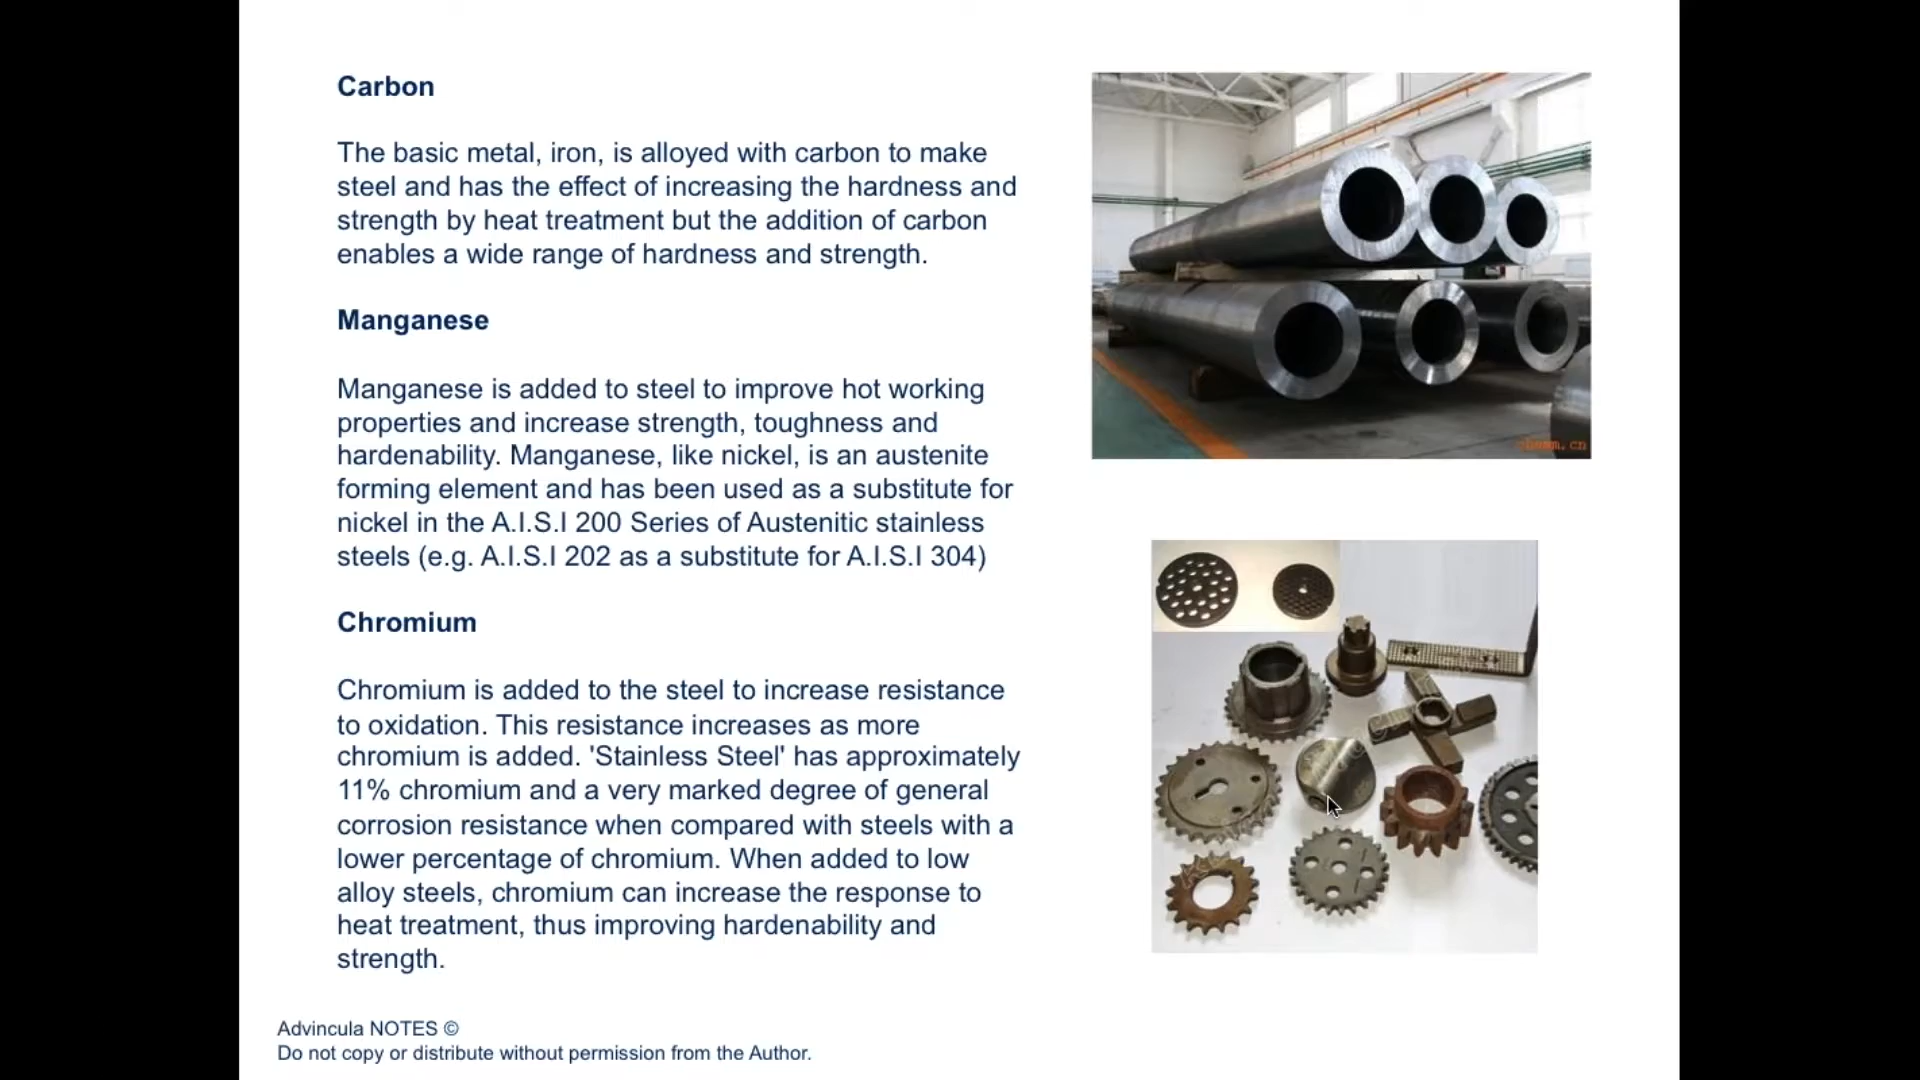 Carbon
The basic metal, iron, is alloyed with carbon to make
steel and has the effect of increasing the hardness and
strength by heat treatment but the addition of carbon
enables a wide range of hardness and strength.
Manganese
Manganese is added to steel to improve hot working
properties and increase strength, toughness and
hardenability. Manganese, like nickel, is an austenite
forming element and has been used as a substitute for
nickel in the A.I.S.I 200 Series of Austenitic stainless
steels (e.g. A.I.S.I 202 as a substitute for A.I.S.I 304)
Chromium
Chromium is added to the steel to increase resistance
to oxidation. This resistance increases as more
chromium is added. 'Stainless Steel' has approximately
11% chromium and a very marked degree of general
corrosion resistance when compared with steels with a
lower percentage of chromium. When added to low
alloy steels, chromium can increase the response to
heat treatment, thus improving hardenability and
strength.
Advincula NOTES ©
Do not copy or distribute without permission from the Author.